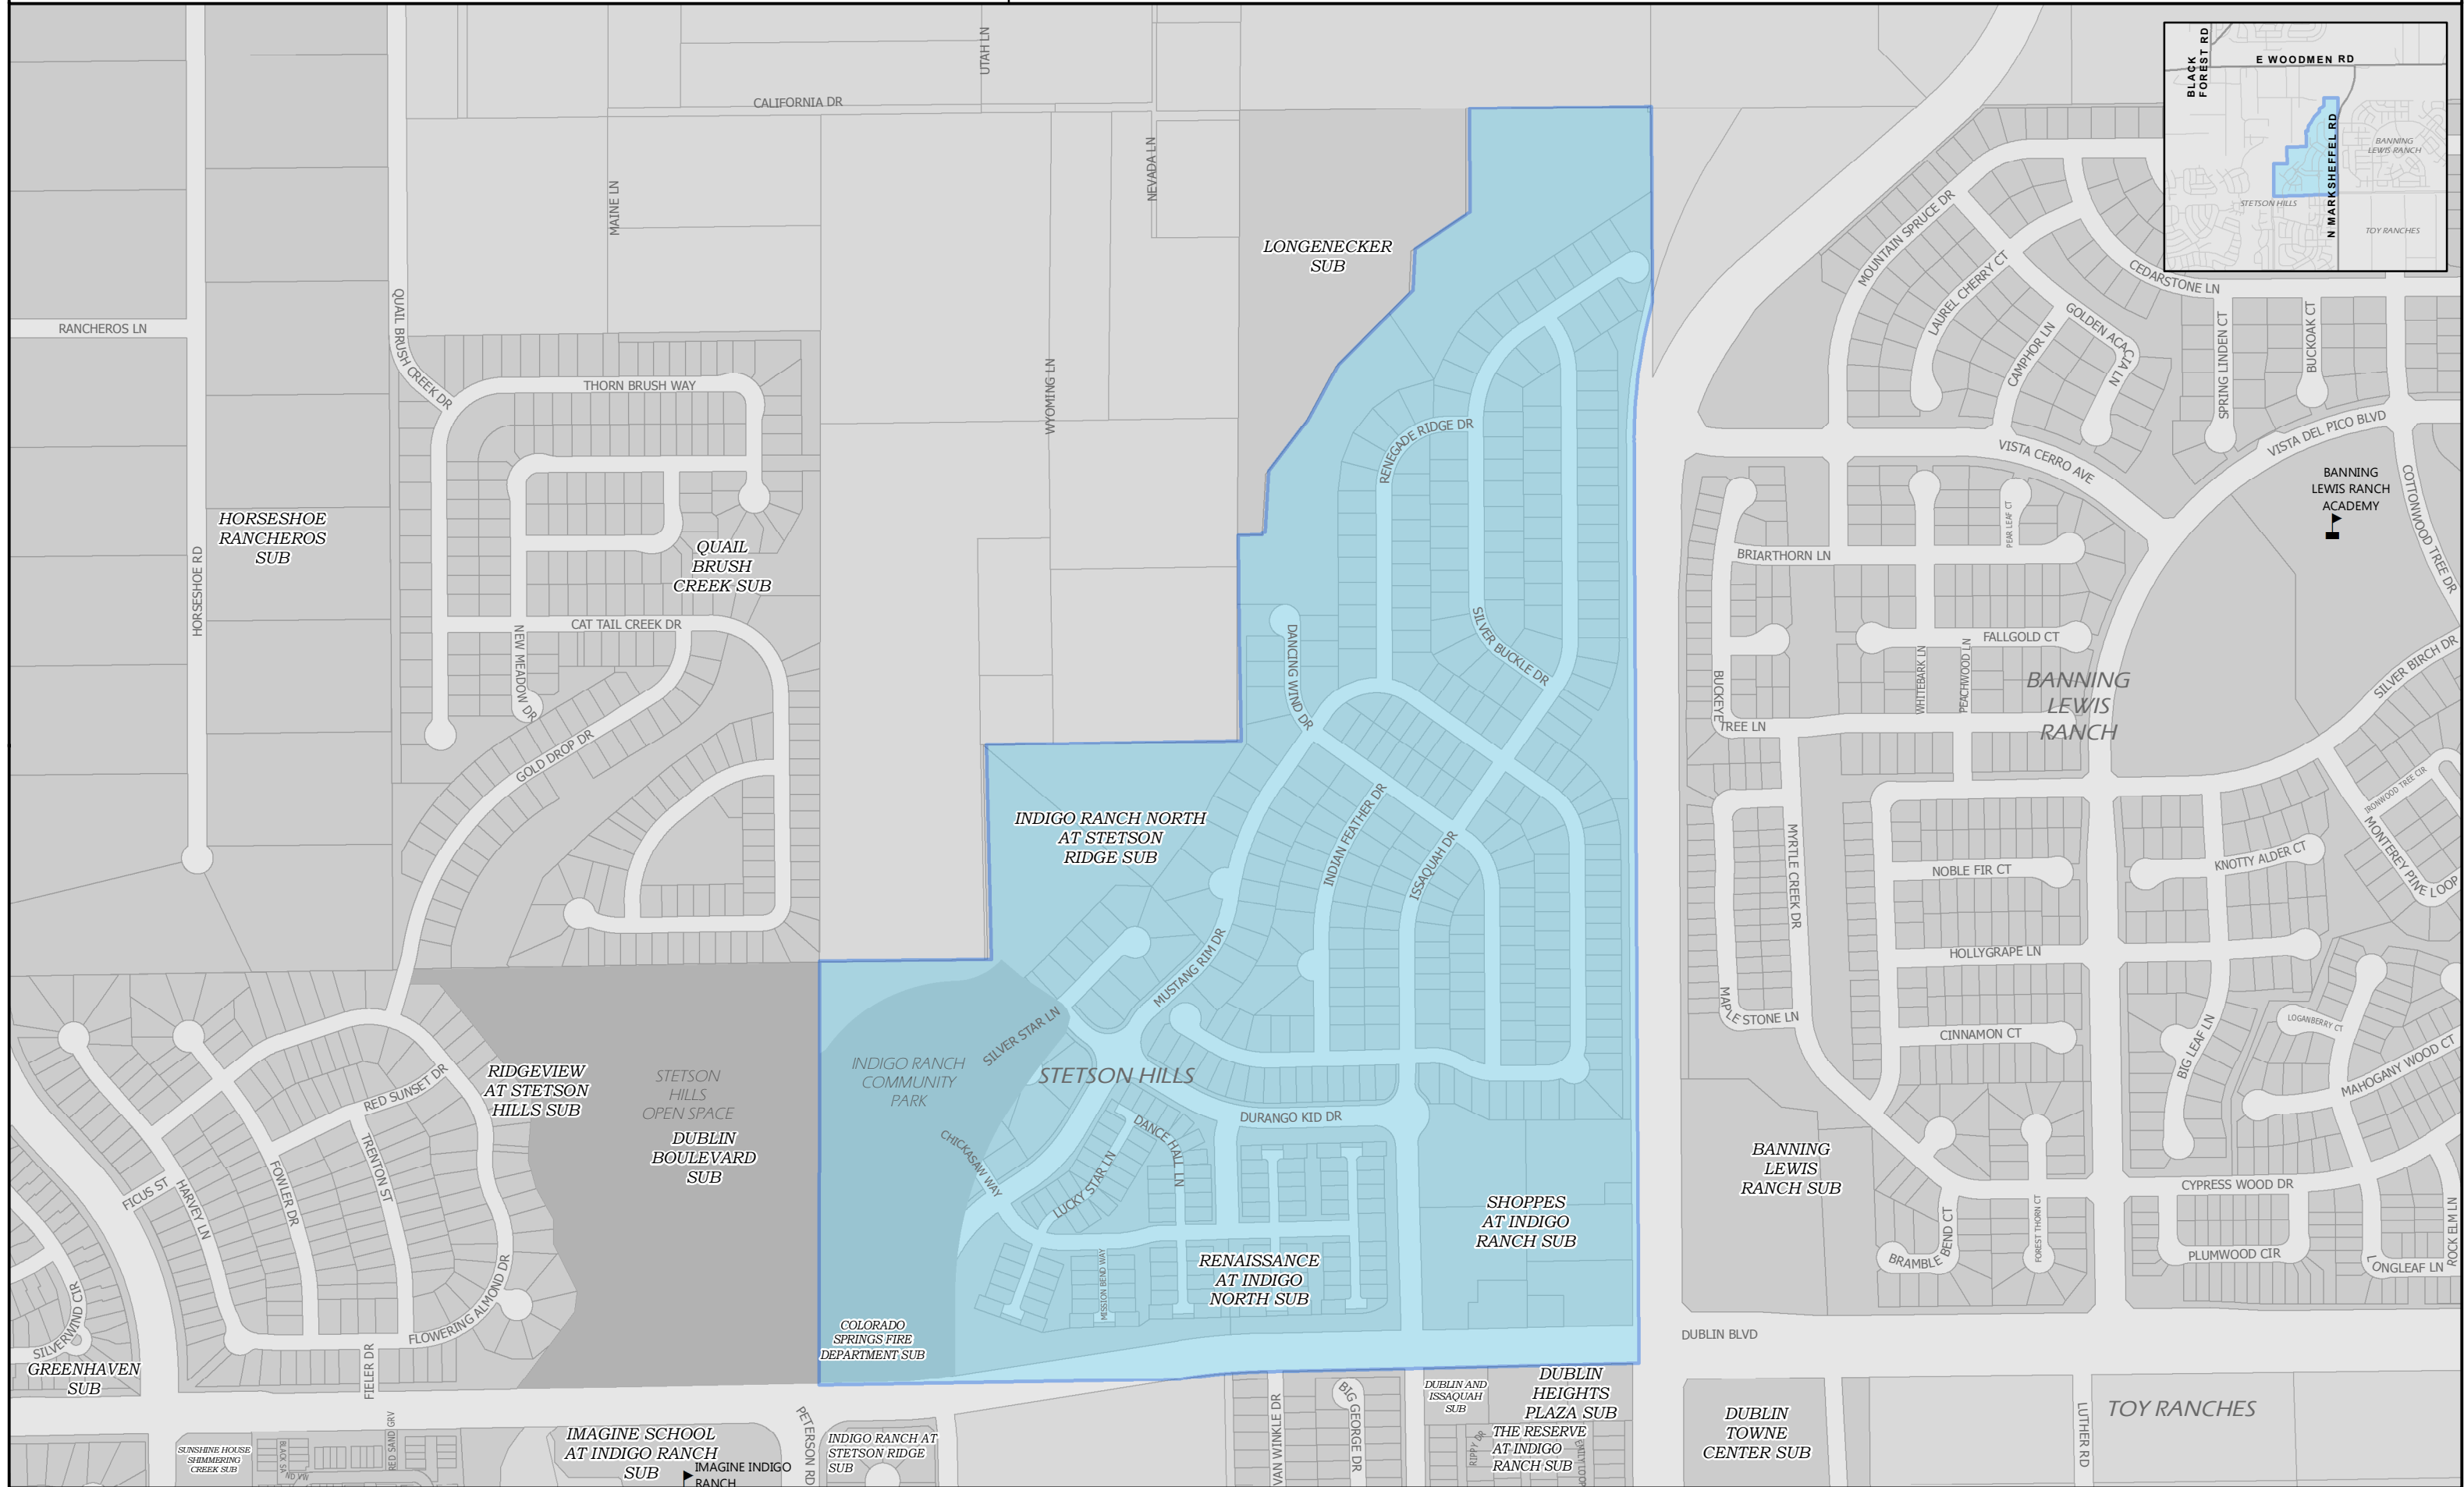 UTAH LN
CALIFORNIA DR
MAINE LN
NEVADA LN
WYOMING LN
LONGENECKER
SUB
BLACK
FOREST RD
E WOODMEN RD
N MARKSHEFFEL RD
BANNING
LEWIS RANCH
STETSON HILLS
TOY RANCHES
RANCHEROS LN
HORSESHOE RD
HORSESHOE
RANCHEROS
SUB
QUAIL BRUSH CREEK DR
THORN BRUSH WAY
QUAIL
BRUSH
CREEK SUB
CAT TAIL CREEK DR
NEW MEADOW DR
GOLD DROP DR
RENEGADE RIDGE DR
SILVER BUCKLE DR
DANCING WIND DR
INDIAN FEATHER DR
ISSAQUAH DR
MUSTANG RIM DR
INDIGO RANCH NORTH
AT STETSON
RIDGE SUB
SILVER STAR LN
INDIGO RANCH
COMMUNITY
PARK
STETSON HILLS
DURANGO KID DR
DANCE HALL LN
CHICKASAW WAY
LUCKY STAR LN
MISSION BEND WAY
RENAISSANCE
AT INDIGO
NORTH SUB
SHOPPES
AT INDIGO
RANCH SUB
COLORADO
SPRINGS FIRE
DEPARTMENT SUB
MOUNTAIN SPRUCE DR
LAUREL CHERRY CT
CAMPHOR LN
GOLDEN ACACIA LN
CEDARSTONE LN
SPRING LINDEN CT
BUCKOAK CT
VISTA DEL PICO BLVD
VISTA CERRO AVE
BANNING
LEWIS RANCH
ACADEMY
COTTONWOOD TREE DR
PEAR LEAF CT
BRIARTHORN LN
FALLGOLD CT
WHITEBARK LN
PEACHWOOD LN
BUCKEYE
TREE LN
BANNING
LEWIS
RANCH
SILVER BIRCH DR
IRONWOOD TREE CIR
MONTEREY PINE LOOP
KNOTTY ALDER CT
NOBLE FIR CT
MYRTLE CREEK DR
HOLLYGRAPE LN
MAPLE STONE LN
CINNAMON CT
BIG LEAF LN
LOGANBERRY CT
MAHOGANY WOOD CT
BANNING
LEWIS
RANCH SUB
CYPRESS WOOD DR
BRAMBLE BEND CT
FOREST THORN CT
PLUMWOOD CIR
LONGLEAF LN
ROCK ELM LN
DUBLIN BLVD
RIDGEVIEW
AT STETSON
HILLS SUB
STETSON
HILLS
OPEN SPACE
DUBLIN
BOULEVARD
SUB
RED SUNSET DR
TRENTON ST
FOWLER DR
HARVEY LN
FICUS ST
FLOWERING ALMOND DR
FIELER DR
SILVERWIND CIR
GREENHAVEN
SUB
SUNSHINE HOUSE
SHIMMERING
CREEK SUB
RED SAND GRV
IMAGINE SCHOOL
AT INDIGO RANCH
SUB
IMAGINE INDIGO
RANCH
PETERSON RD
INDIGO RANCH AT
STETSON RIDGE
SUB
VAN WINKLE DR
BIG GEORGE DR
DUBLIN AND
ISSAQUAH
SUB
DUBLIN
HEIGHTS
PLAZA SUB
RIPPY DR
THE RESERVE
AT INDIGO
RANCH SUB
EMILY LOOP
DUBLIN
TOWNE
CENTER SUB
LUTHER RD
TOY RANCHES